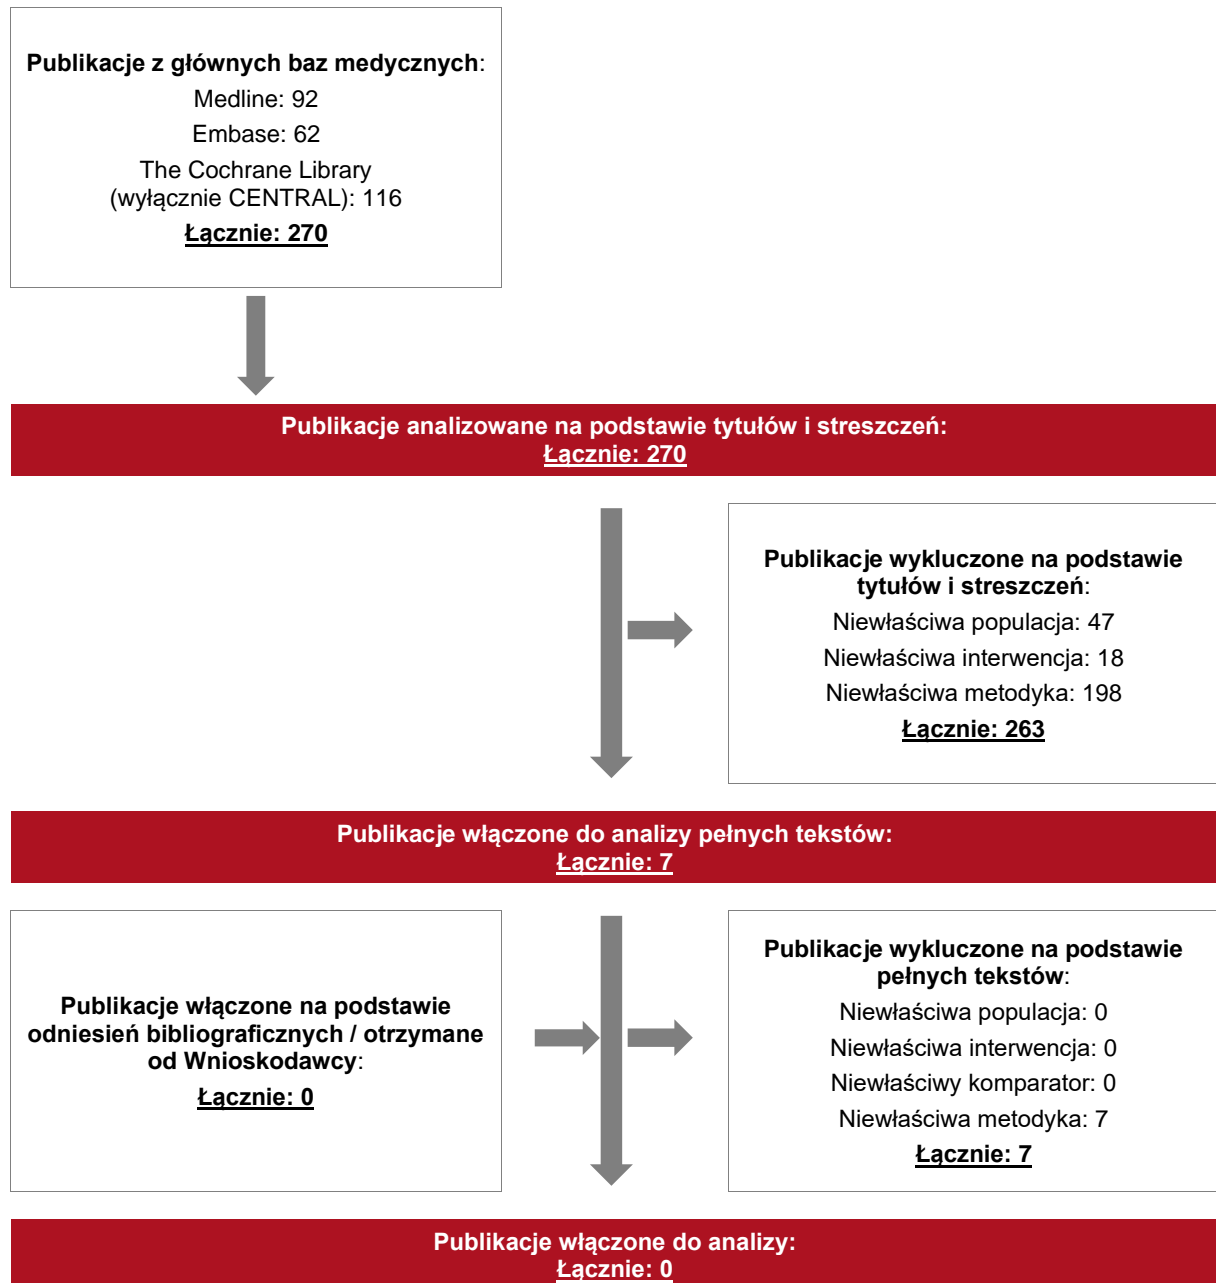 Publikacje z głównych baz medycznych:
Medline: 92
Embase: 62
The Cochrane Library
(wyłącznie CENTRAL): 116
Łącznie: 270
Publikacje analizowane na podstawie tytułów i streszczeń:
Łącznie: 270
Publikacje wykluczone na podstawie
tytułów i streszczeń:
Niewłaściwa populacja: 47
Niewłaściwa interwencja: 18
Niewłaściwa metodyka: 198
Łącznie: 263
Publikacje włączone do analizy pełnych tekstów:
Łącznie: 7
Publikacje włączone na podstawie
odniesień bibliograficznych / otrzymane
od Wnioskodawcy:
Łącznie: 0
Publikacje wykluczone na podstawie
pełnych tekstów:
Niewłaściwa populacja: 0
Niewłaściwa interwencja: 0
Niewłaściwy komparator: 0
Niewłaściwa metodyka: 7
Łącznie: 7
Publikacje włączone do analizy:
Łącznie: 0